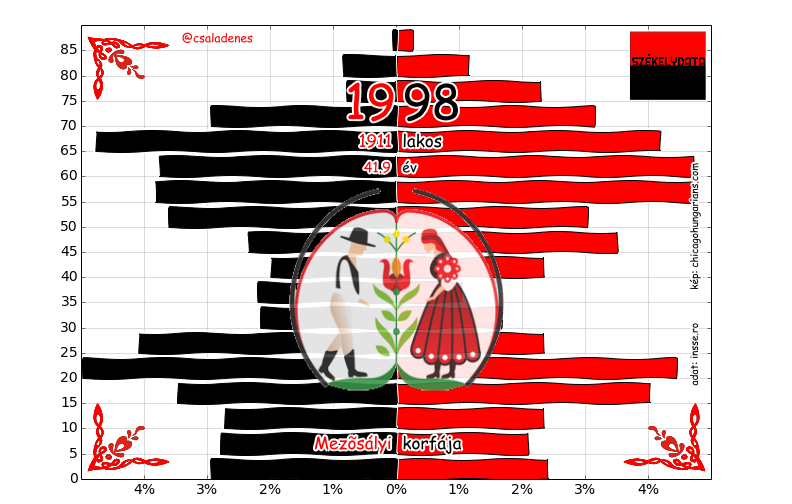 @csaladenes
SZÉKELYDATA
1998
1911 lakos
41,9 év
kép: chicagohungarians.com
adat: insse.ro
Mezősályi korfája
85
80
75
70
65
60
55
50
45
40
35
30
25
20
15
10
5
0
4% 3% 2% 1% 0% 1% 2% 3% 4%